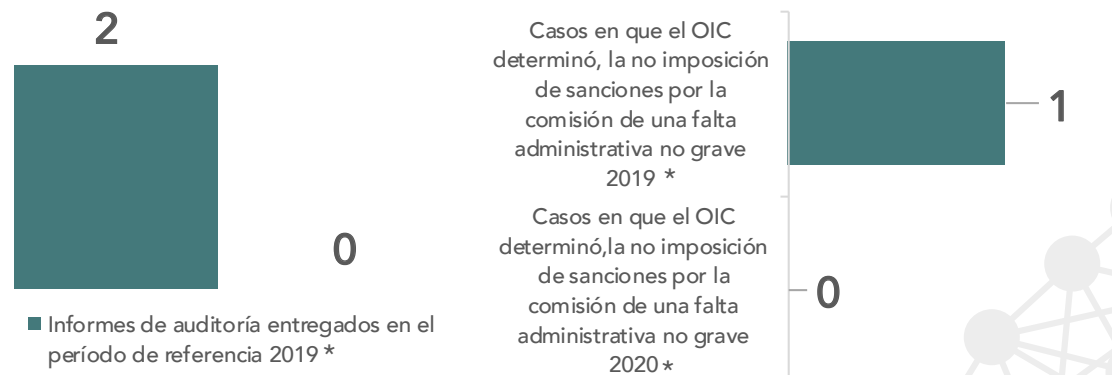 2
0
Informes de auditoría entregados en el
período de referencia 2019 *
Casos en que el OIC
determinó, la no imposición
de sanciones por la
comisión de una falta
administrativa no grave
2019 *
1
Casos en que el OIC
determinó,la no imposición
de sanciones por la
comisión de una falta
administrativa no grave
2020 *
0